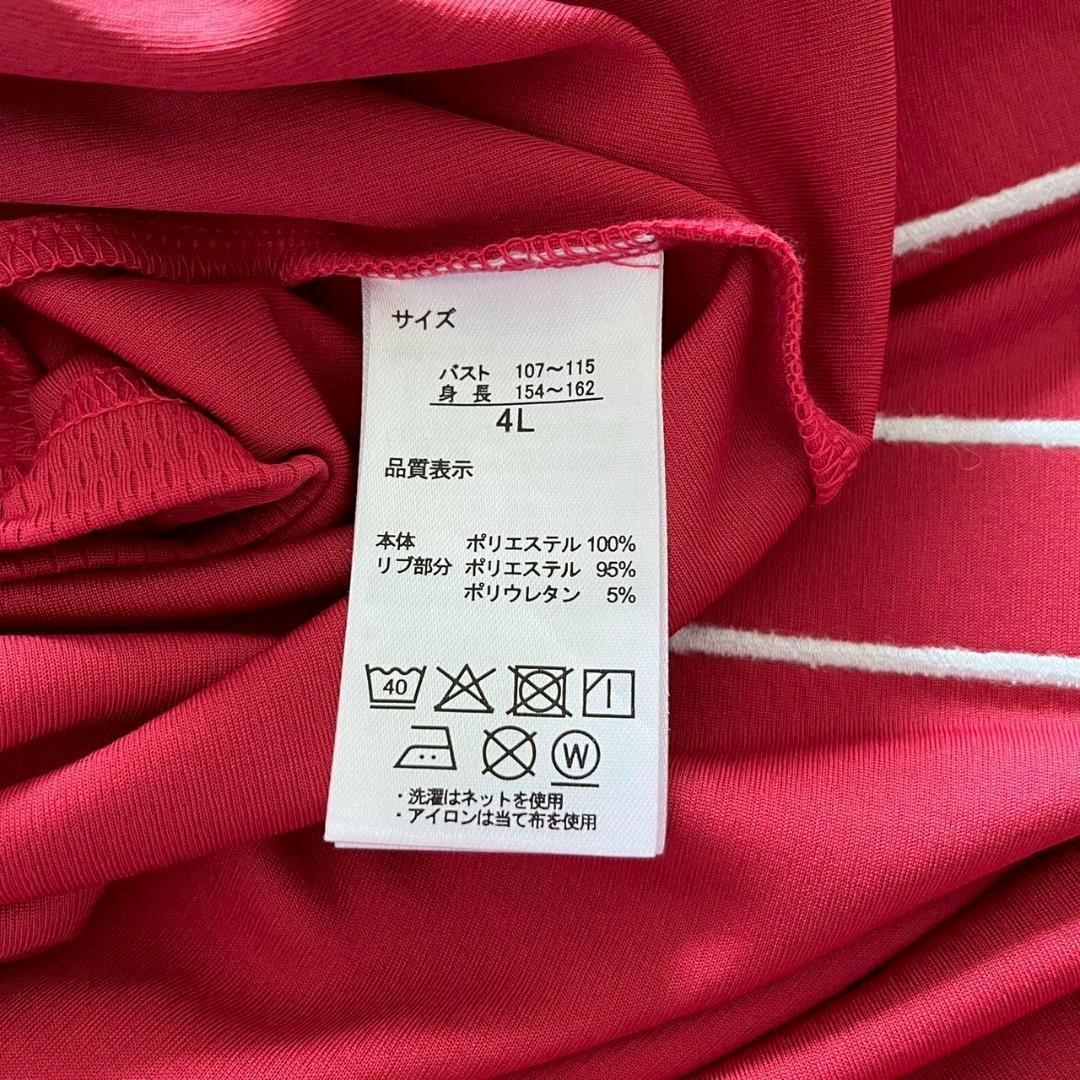 サイズ
バスト 107～115
身長 154～162
4L
品質表示
本体 ポリエステル 100%
リブ部分 ポリエステル 95%
ポリウレタン 5%
40
W
・洗濯はネットを使用
・アイロンは当て布を使用